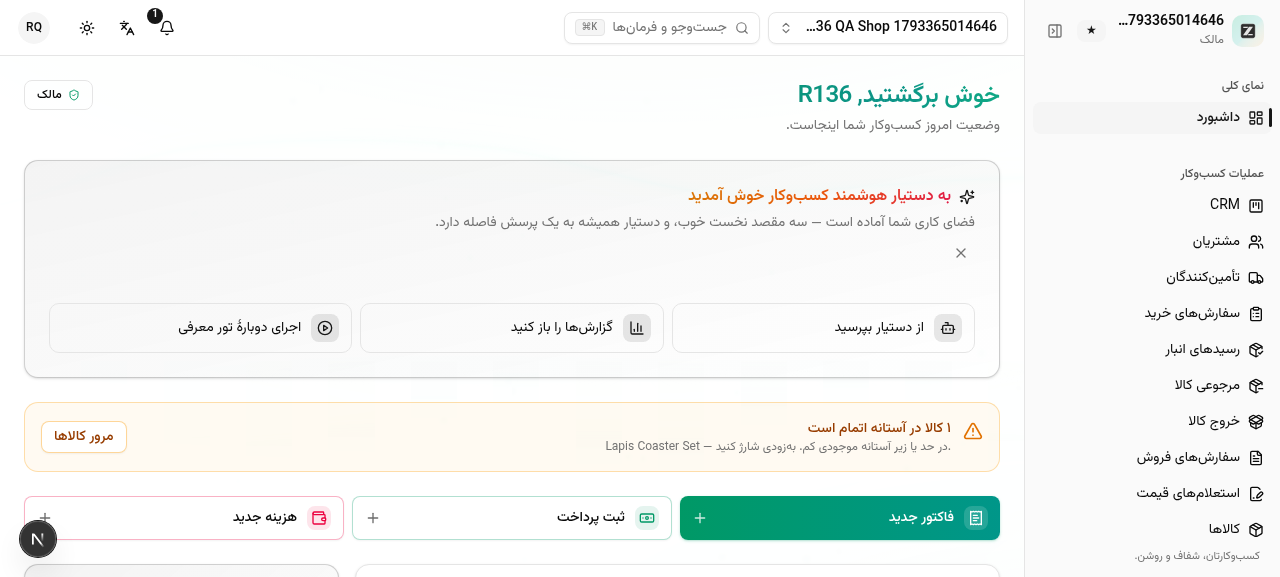 …793365014646
مالک
نمای کلی
داشبورد
عملیات کسب‌وکار
CRM
مشتریان
تأمین‌کنندگان
سفارش‌های خرید
رسیدهای انبار
مرجوعی کالا
خروج کالا
سفارش‌های فروش
استعلام‌های قیمت
کالاها
کسب‌وکارتان، شفاف و روشن.
…36 QA Shop 1793365014646
جست‌وجو و فرمان‌ها
⌘K
1
RQ
خوش برگشتید, R136
وضعیت امروز کسب‌وکار شما اینجاست.
مالک
به دستیار هوشمند کسب‌وکار خوش آمدید
فضای کاری شما آماده است — سه مقصد نخست خوب، و دستیار همیشه به یک پرسش فاصله دارد.
از دستیار بپرسید
گزارش‌ها را باز کنید
اجرای دوبارهٔ تور معرفی
۱ کالا در آستانه اتمام است
Lapis Coaster Set — در حد یا زیر آستانه موجودی کم. به‌زودی شارژ کنید.
مرور کالاها
فاکتور جدید
ثبت پرداخت
هزینه جدید
N